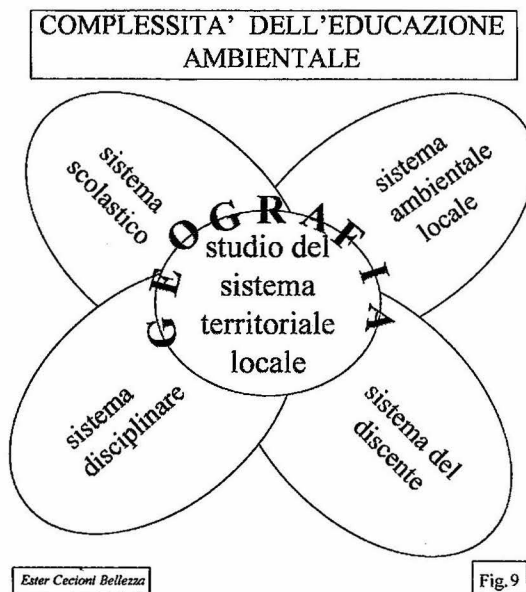 COMPLESSITA' DELL'EDUCAZIONE
AMBIENTALE
sistema
scolastico
sistema
ambientale
locale
GEOGRAFIA
studio del
sistema
territoriale
locale
sistema
disciplinare
sistema del
discente
Ester Cecioni Bellezza
Fig.9